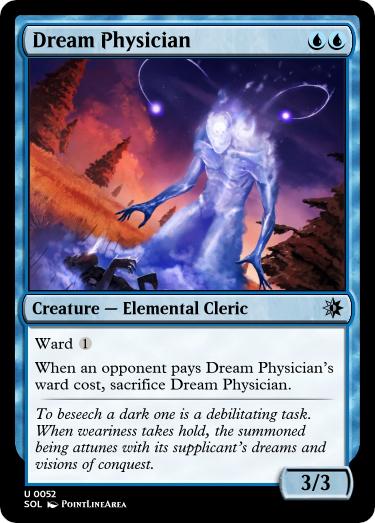 Dream Physician
Creature — Elemental Cleric
Ward 1
When an opponent pays Dream Physician's
ward cost, sacrifice Dream Physician.
To beseech a dark one is a debilitating task.
When weariness takes hold, the summoned
being attunes with its supplicant's dreams and
visions of conquest.
3/3
U 0052
SOL PointLineArea